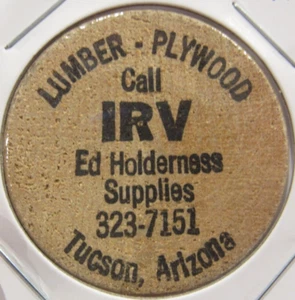 LUMBER - PLYWOOD
Call
IRV
Ed Holderness
Supplies
323-7151
Tucson, Arizona